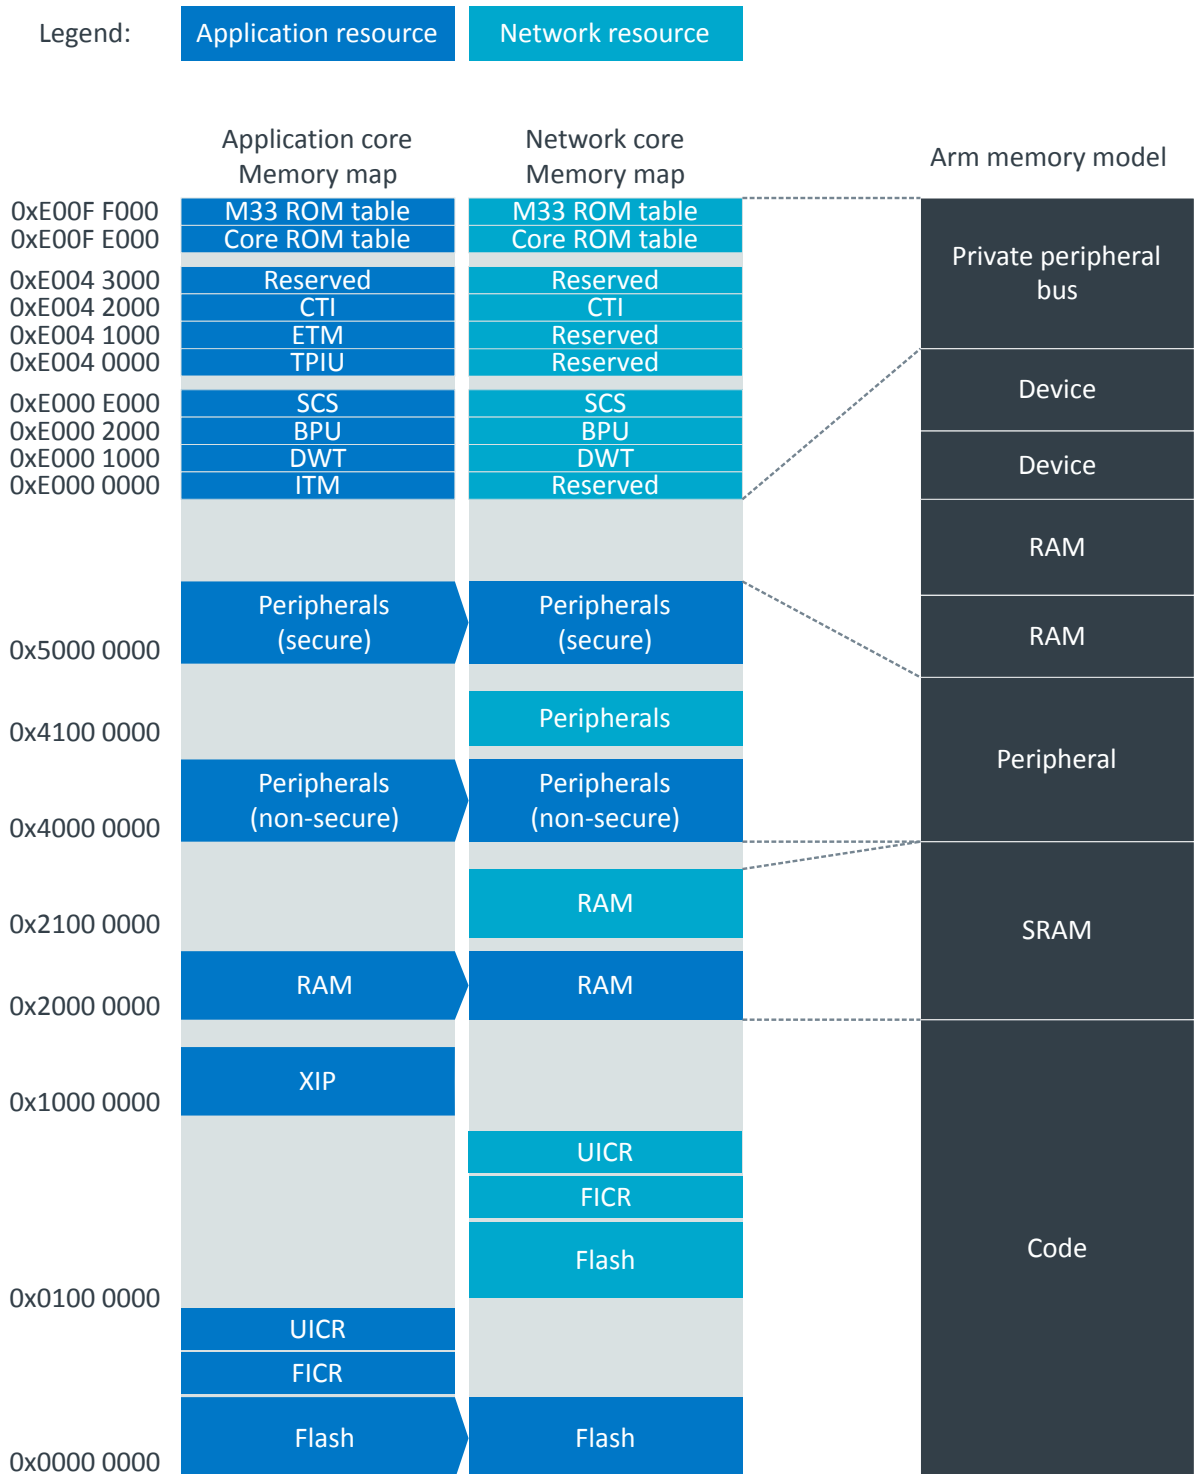 Legend:
Application resource
Network resource
Application core
Memory map
Network core
Memory map
Arm memory model
0xE00F F000
M33 ROM table
M33 ROM table
0xE00F E000
Core ROM table
Core ROM table
0xE004 3000
Reserved
Reserved
0xE004 2000
CTI
CTI
0xE004 1000
ETM
Reserved
0xE004 0000
TPIU
Reserved
0xE000 E000
SCS
SCS
0xE000 2000
BPU
BPU
0xE000 1000
DWT
DWT
0xE000 0000
ITM
Reserved
Peripherals
(secure)
Peripherals
(secure)
0x5000 0000
Peripherals
0x4100 0000
Peripherals
(non-secure)
Peripherals
(non-secure)
0x4000 0000
RAM
0x2100 0000
RAM
RAM
0x2000 0000
XIP
0x1000 0000
UICR
FICR
Flash
0x0100 0000
UICR
FICR
Flash
Flash
0x0000 0000
Private peripheral
bus
Device
Device
RAM
RAM
Peripheral
SRAM
Code